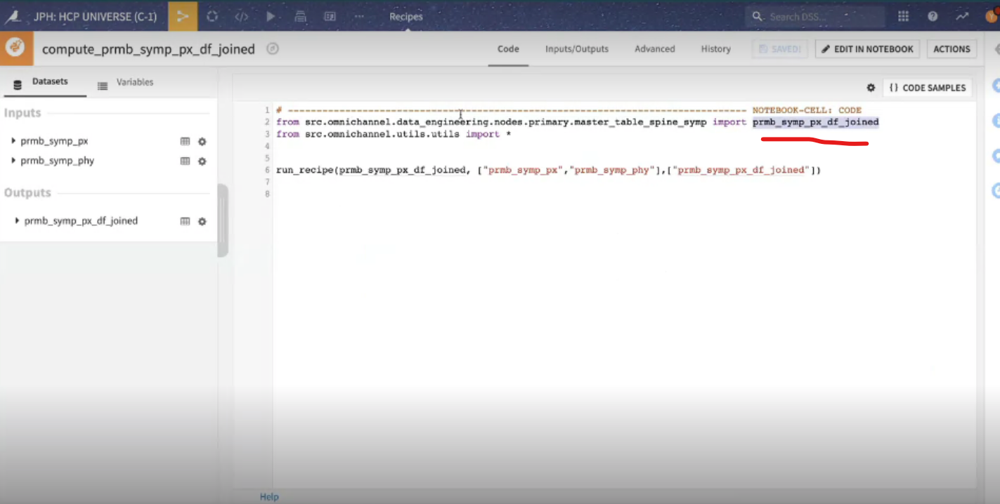 JPH: HCP UNIVERSE (C-1)
Recipes
Search DSS...
compute_prmb_symp_px_df_joined
Code
Inputs/Outputs
Advanced
History
SAVED!
EDIT IN NOTEBOOK
ACTIONS
Datasets
Variables
{} CODE SAMPLES
Inputs
prmb_symp_px
prmb_symp_phy
Outputs
prmb_symp_px_df_joined
1 # -------------------------------------------------------------------------------- NOTEBOOK-CELL: CODE
2 from src.omnichannel.data_engineering.nodes.primary.master_table_spine_symp import prmb_symp_px_df_joined
3 from src.omnichannel.utils.utils import *
4
5
6 run_recipe(prmb_symp_px_df_joined, ["prmb_symp_px","prmb_symp_phy"],["prmb_symp_px_df_joined"])
7
8
Help